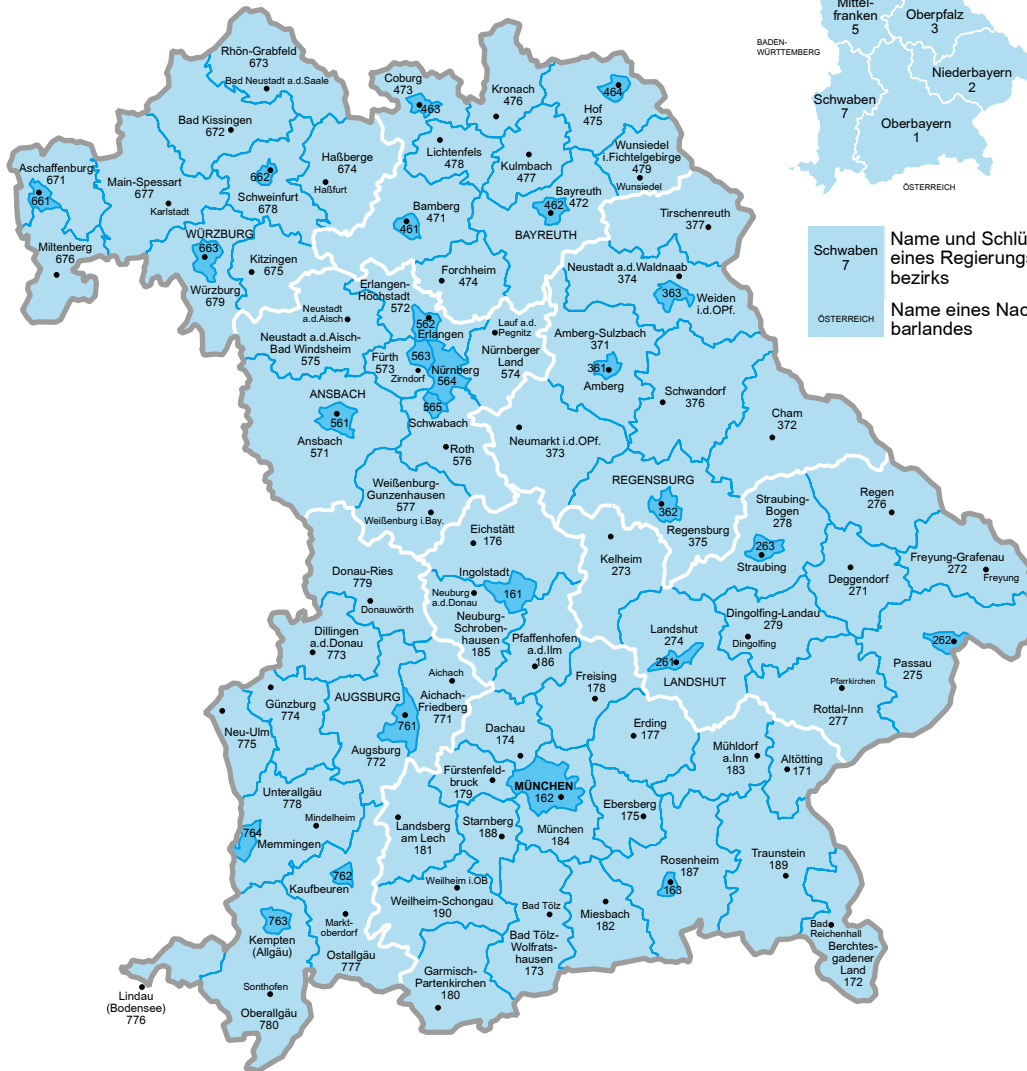 Mittel-
franken
5
Oberpfalz
3
BADEN-
WÜRTTEMBERG
Niederbayern
2
Schwaben
7
Oberbayern
1
ÖSTERREICH
Schwaben
7
Name und Schlü
eines Regierungs
bezirks
ÖSTERREICH
Name eines Nac
barlandes
Rhön-Grabfeld
673
Bad Neustadt a.d.Saale
Coburg
473
463
Kronach
476
464
Hof
475
Bad Kissingen
672
Lichtenfels
478
Kulmbach
477
Wunsiedel
i.Fichtelgebirge
479
Wunsiedel
Aschaffenburg
671
661
Main-Spessart
677
Karlstadt
662
Schweinfurt
678
Haßberge
674
Haßfurt
Bamberg
471
461
Bayreuth
472
462
BAYREUTH
Tirschenreuth
377
Miltenberg
676
WÜRZBURG
663
Würzburg
679
Kitzingen
675
Forchheim
474
Neustadt a.d.Waldnaab
374
363
Weiden
i.d.OPf.
Erlangen-
Höchstadt
572
562
Erlangen
Neustadt
a.d.Aisch
Neustadt a.d.Aisch-
Bad Windsheim
575
Fürth
573
563
Zirndorf
Nürnberg
564
Lauf a.d.
Pegnitz
Nürnberger
Land
574
Amberg-Sulzbach
371
361
Amberg
Schwandorf
376
Cham
372
ANSBACH
561
Ansbach
571
565
Schwabach
Roth
576
Neumarkt i.d.OPf.
373
Weißenburg-
Gunzenhausen
577
Weißenburg i.Bay.
REGENSBURG
362
Regensburg
375
Straubing-
Bogen
278
263
Straubing
Regen
276
Eichstätt
176
Kelheim
273
Deggendorf
271
Freyung-Grafenau
272
Freyung
Donau-Ries
779
Donauwörth
Ingolstadt
161
Neuburg
a.d.Donau
Neuburg-
Schroben-
hausen
185
Pfaffenhofen
a.d.Ilm
186
Landshut
274
261
LANDSHUT
Dingolfing-Landau
279
Dingolfing
262
Passau
275
Dillingen
a.d.Donau
773
Aichach
Aichach-
Friedberg
771
Freising
178
Pfarrkirchen
Rottal-Inn
277
Günzburg
774
AUGSBURG
761
Augsburg
772
Neu-Ulm
775
Dachau
174
Erding
177
Mühldorf
a.Inn
183
Altötting
171
Fürstenfeld-
bruck
179
MÜNCHEN
162
München
184
Ebersberg
175
Unterallgäu
778
Mindelheim
764
Memmingen
Landsberg
am Lech
181
Starnberg
188
Rosenheim
187
163
Traunstein
189
762
Kaufbeuren
Weilheim i.OB
Weilheim-Schongau
190
Bad Tölz
Bad Tölz-
Wolfrats-
hausen
173
Miesbach
182
763
Kempten
(Allgäu)
Markt-
oberdorf
Ostallgäu
777
Bad
Reichenhall
Berchtes-
gadener
Land
172
Garmisch-
Partenkirchen
180
Lindau
(Bodensee)
776
Sonthofen
Oberallgäu
780